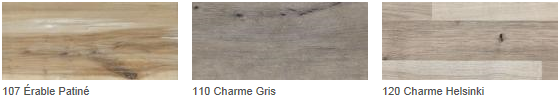 107 Érable Patiné
110 Charme Gris
120 Charme Helsinki